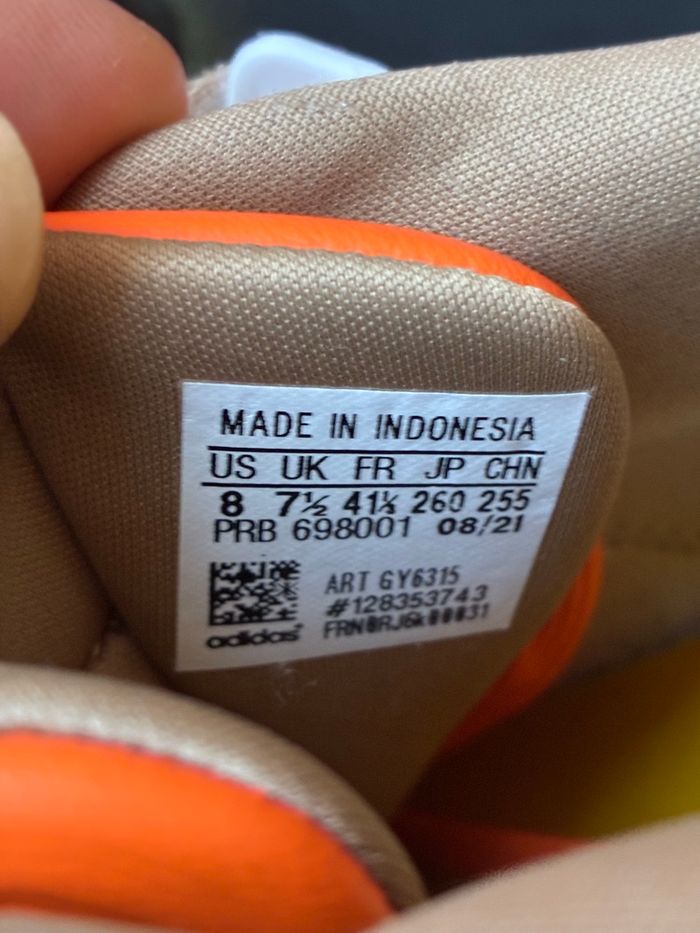 MADE IN INDONESIA
US UK FR JP CHN
8 7½ 41⅓ 260 255
PRB 698001 08/21
ART GY6315
#128353743
adidas